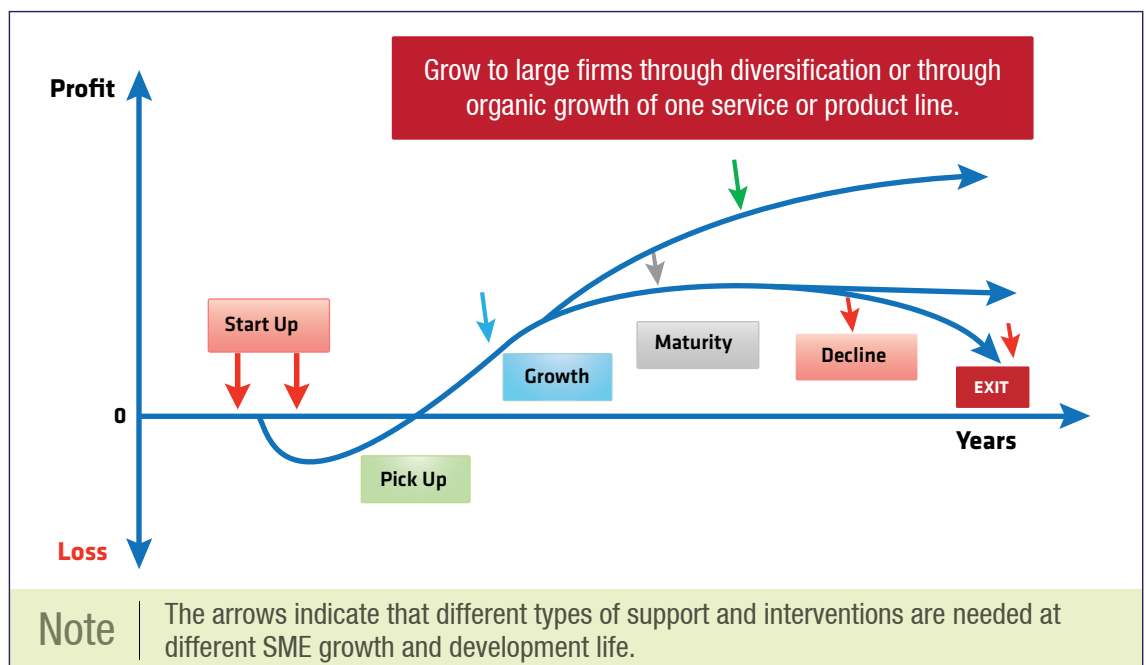 Grow to large firms through diversification or through
organic growth of one service or product line.
Profit
Start Up
Maturity
Decline
Growth
EXIT
0
Years
Pick Up
Loss
Note
The arrows indicate that different types of support and interventions are needed at
different SME growth and development life.